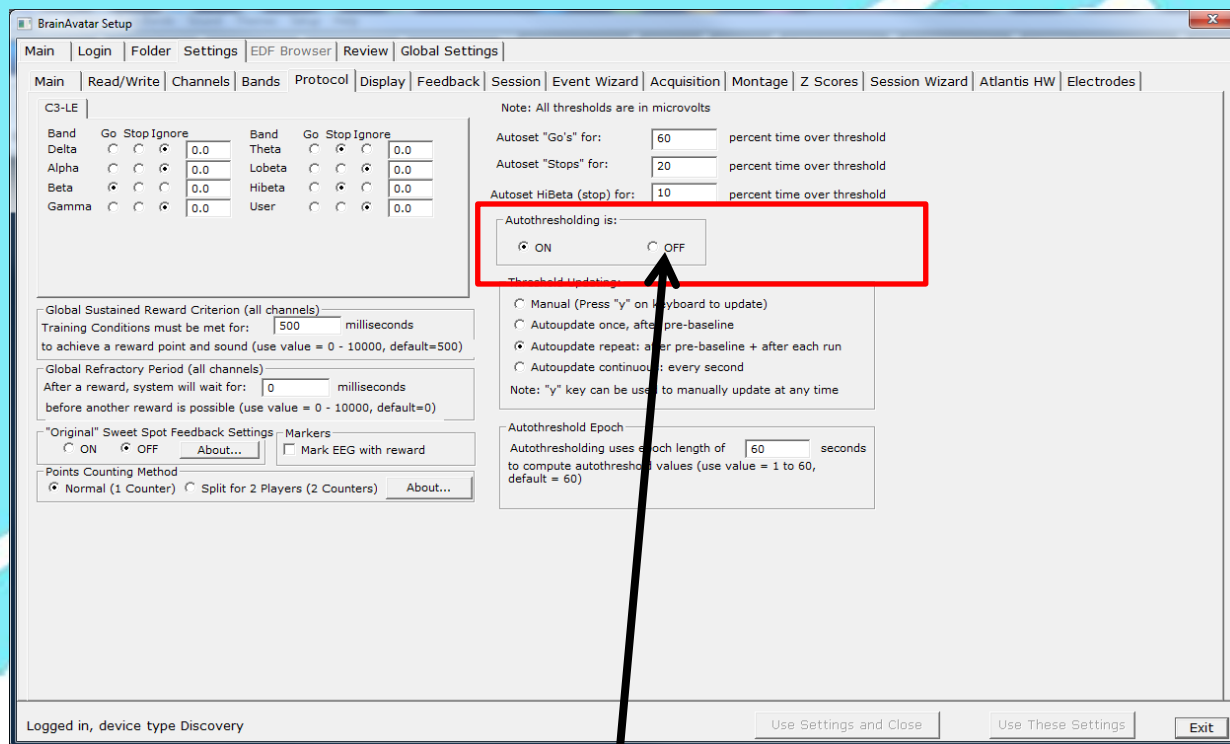 BrainAvatar Setup
Main Login Folder Settings EDF Browser Review Global Settings
Main Read/Write Channels Bands Protocol Display Feedback Session Event Wizard Acquisition Montage Z Scores Session Wizard Atlantis HW Electrodes
C3-LE
Band Go Stop Ignore Band Go Stop Ignore
Delta 0.0 Theta 0.0
Alpha 0.0 Lobeta 0.0
Beta 0.0 Hibeta 0.0
Gamma 0.0 User 0.0
Global Sustained Reward Criterion (all channels)
Training Conditions must be met for: 500 milliseconds
to achieve a reward point and sound (use value = 0 - 10000, default=500)
Global Refractory Period (all channels)
After a reward, system will wait for: 0 milliseconds
before another reward is possible (use value = 0 - 10000, default=0)
"Original" Sweet Spot Feedback Settings
ON OFF About...
Markers
Mark EEG with reward
Points Counting Method
Normal (1 Counter) Split for 2 Players (2 Counters) About...
Note: All thresholds are in microvolts
Autoset "Go's" for: 60 percent time over threshold
Autoset "Stops" for: 20 percent time over threshold
Autoset HiBeta (stop) for: 10 percent time over threshold
Autothresholding is:
ON OFF
Threshold Updating:
Manual (Press "y" on keyboard to update)
Autoupdate once, after pre-baseline
Autoupdate repeat: after pre-baseline + after each run
Autoupdate continuous: every second
Note: "y" key can be used to manually update at any time
Autothreshold Epoch
Autothresholding uses epoch length of 60 seconds
to compute autothreshold values (use value = 1 to 60,
default = 60)
Logged in, device type Discovery
Use Settings and Close Use These Settings Exit